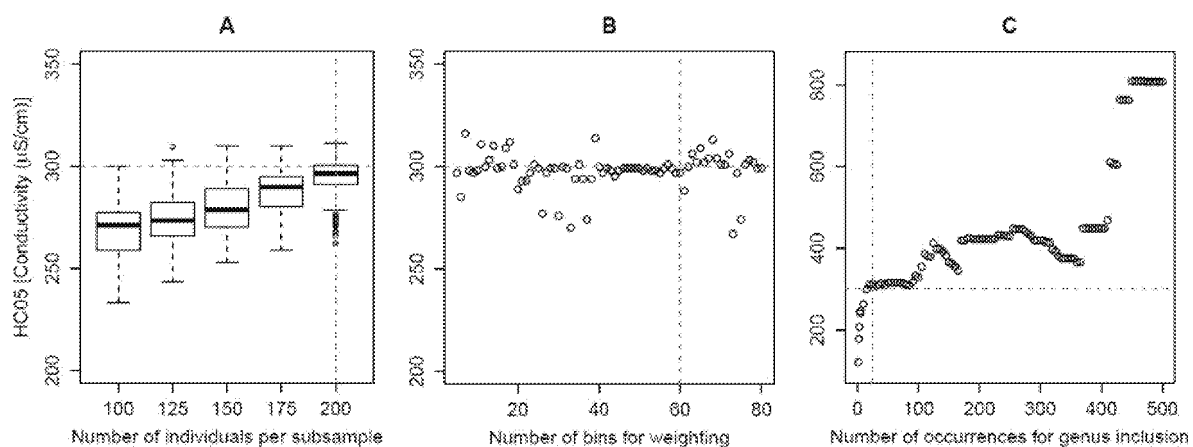 A
B
C
HC05 [Conductivity (µS/cm)]
350
300
250
200
100 125 150 175 200
Number of individuals per subsample
350
300
250
200
20 40 60 80
Number of bins for weighting
800
600
400
200
0 100 200 300 400 500
Number of occurrences for genus inclusion